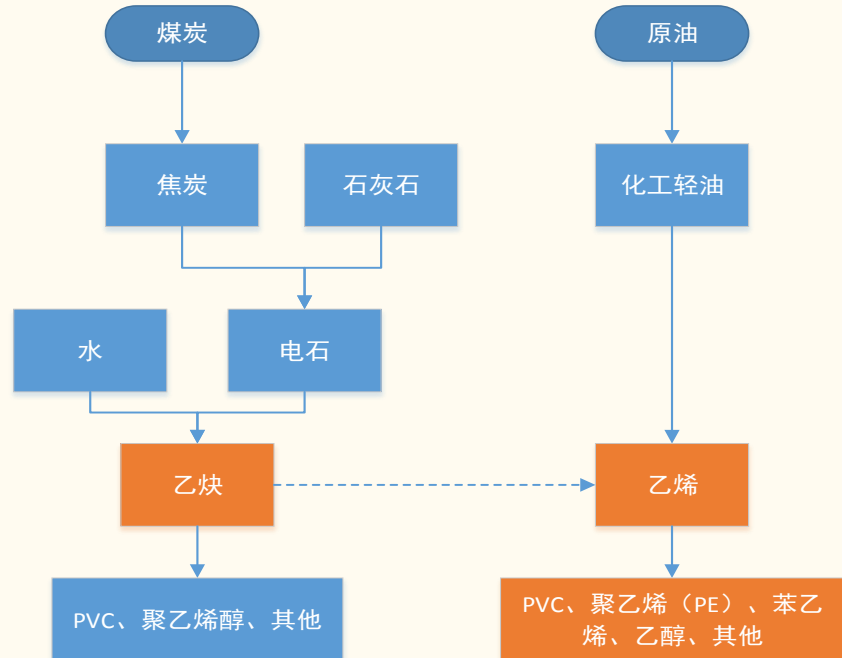 煤炭
原油
焦炭
石灰石
化工轻油
水
电石
乙炔
乙烯
PVC、聚乙烯醇、其他
PVC、聚乙烯（PE）、苯乙
烯、乙醇、其他